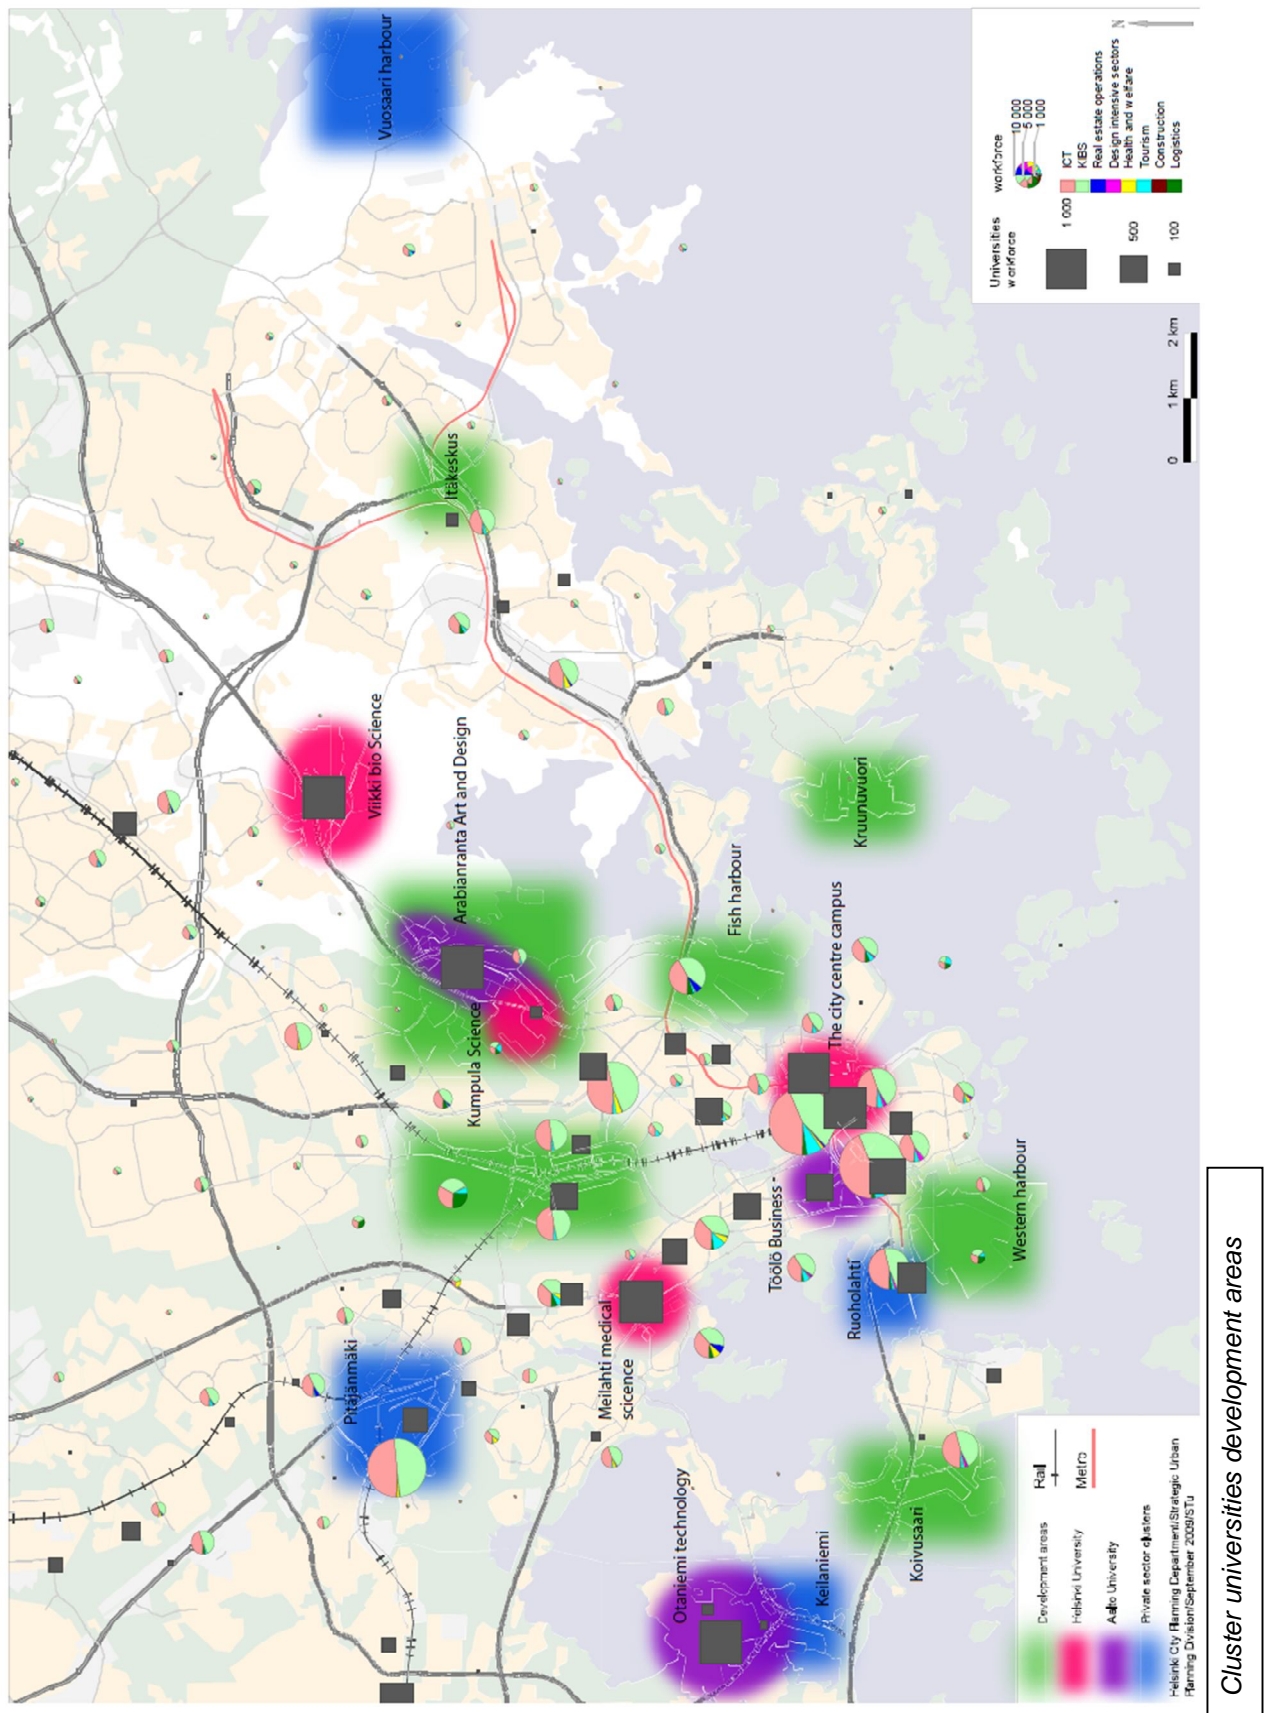 Vuosaari harbour
Itäkeskus
Viikki bio Science
Arabianranta Art and Design
Kumpula Science
Kruunuvuori
Fish harbour
The city centre campus
Töölö Business
Western harbour
Ruoholahti
Pitäjänmäki
Meilahti medical
scicence
Otaniemi technology
Keilaniemi
Koivusaari
Universities
workforce
1 000
500
100
workforce
10 000
5 000
1 000
ICT
KIBS
Real estate operations
Design intensive sectors
Health and welfare
Tourism
Construction
Logistics
N
0 1 km 2 km
Development areas
Helsinki University
Aalto University
Private sector clusters
Rail
Metro
Helsinki City Planning Department/Strategic Urban
Planning Division/September 2009/STu
Cluster universities development areas